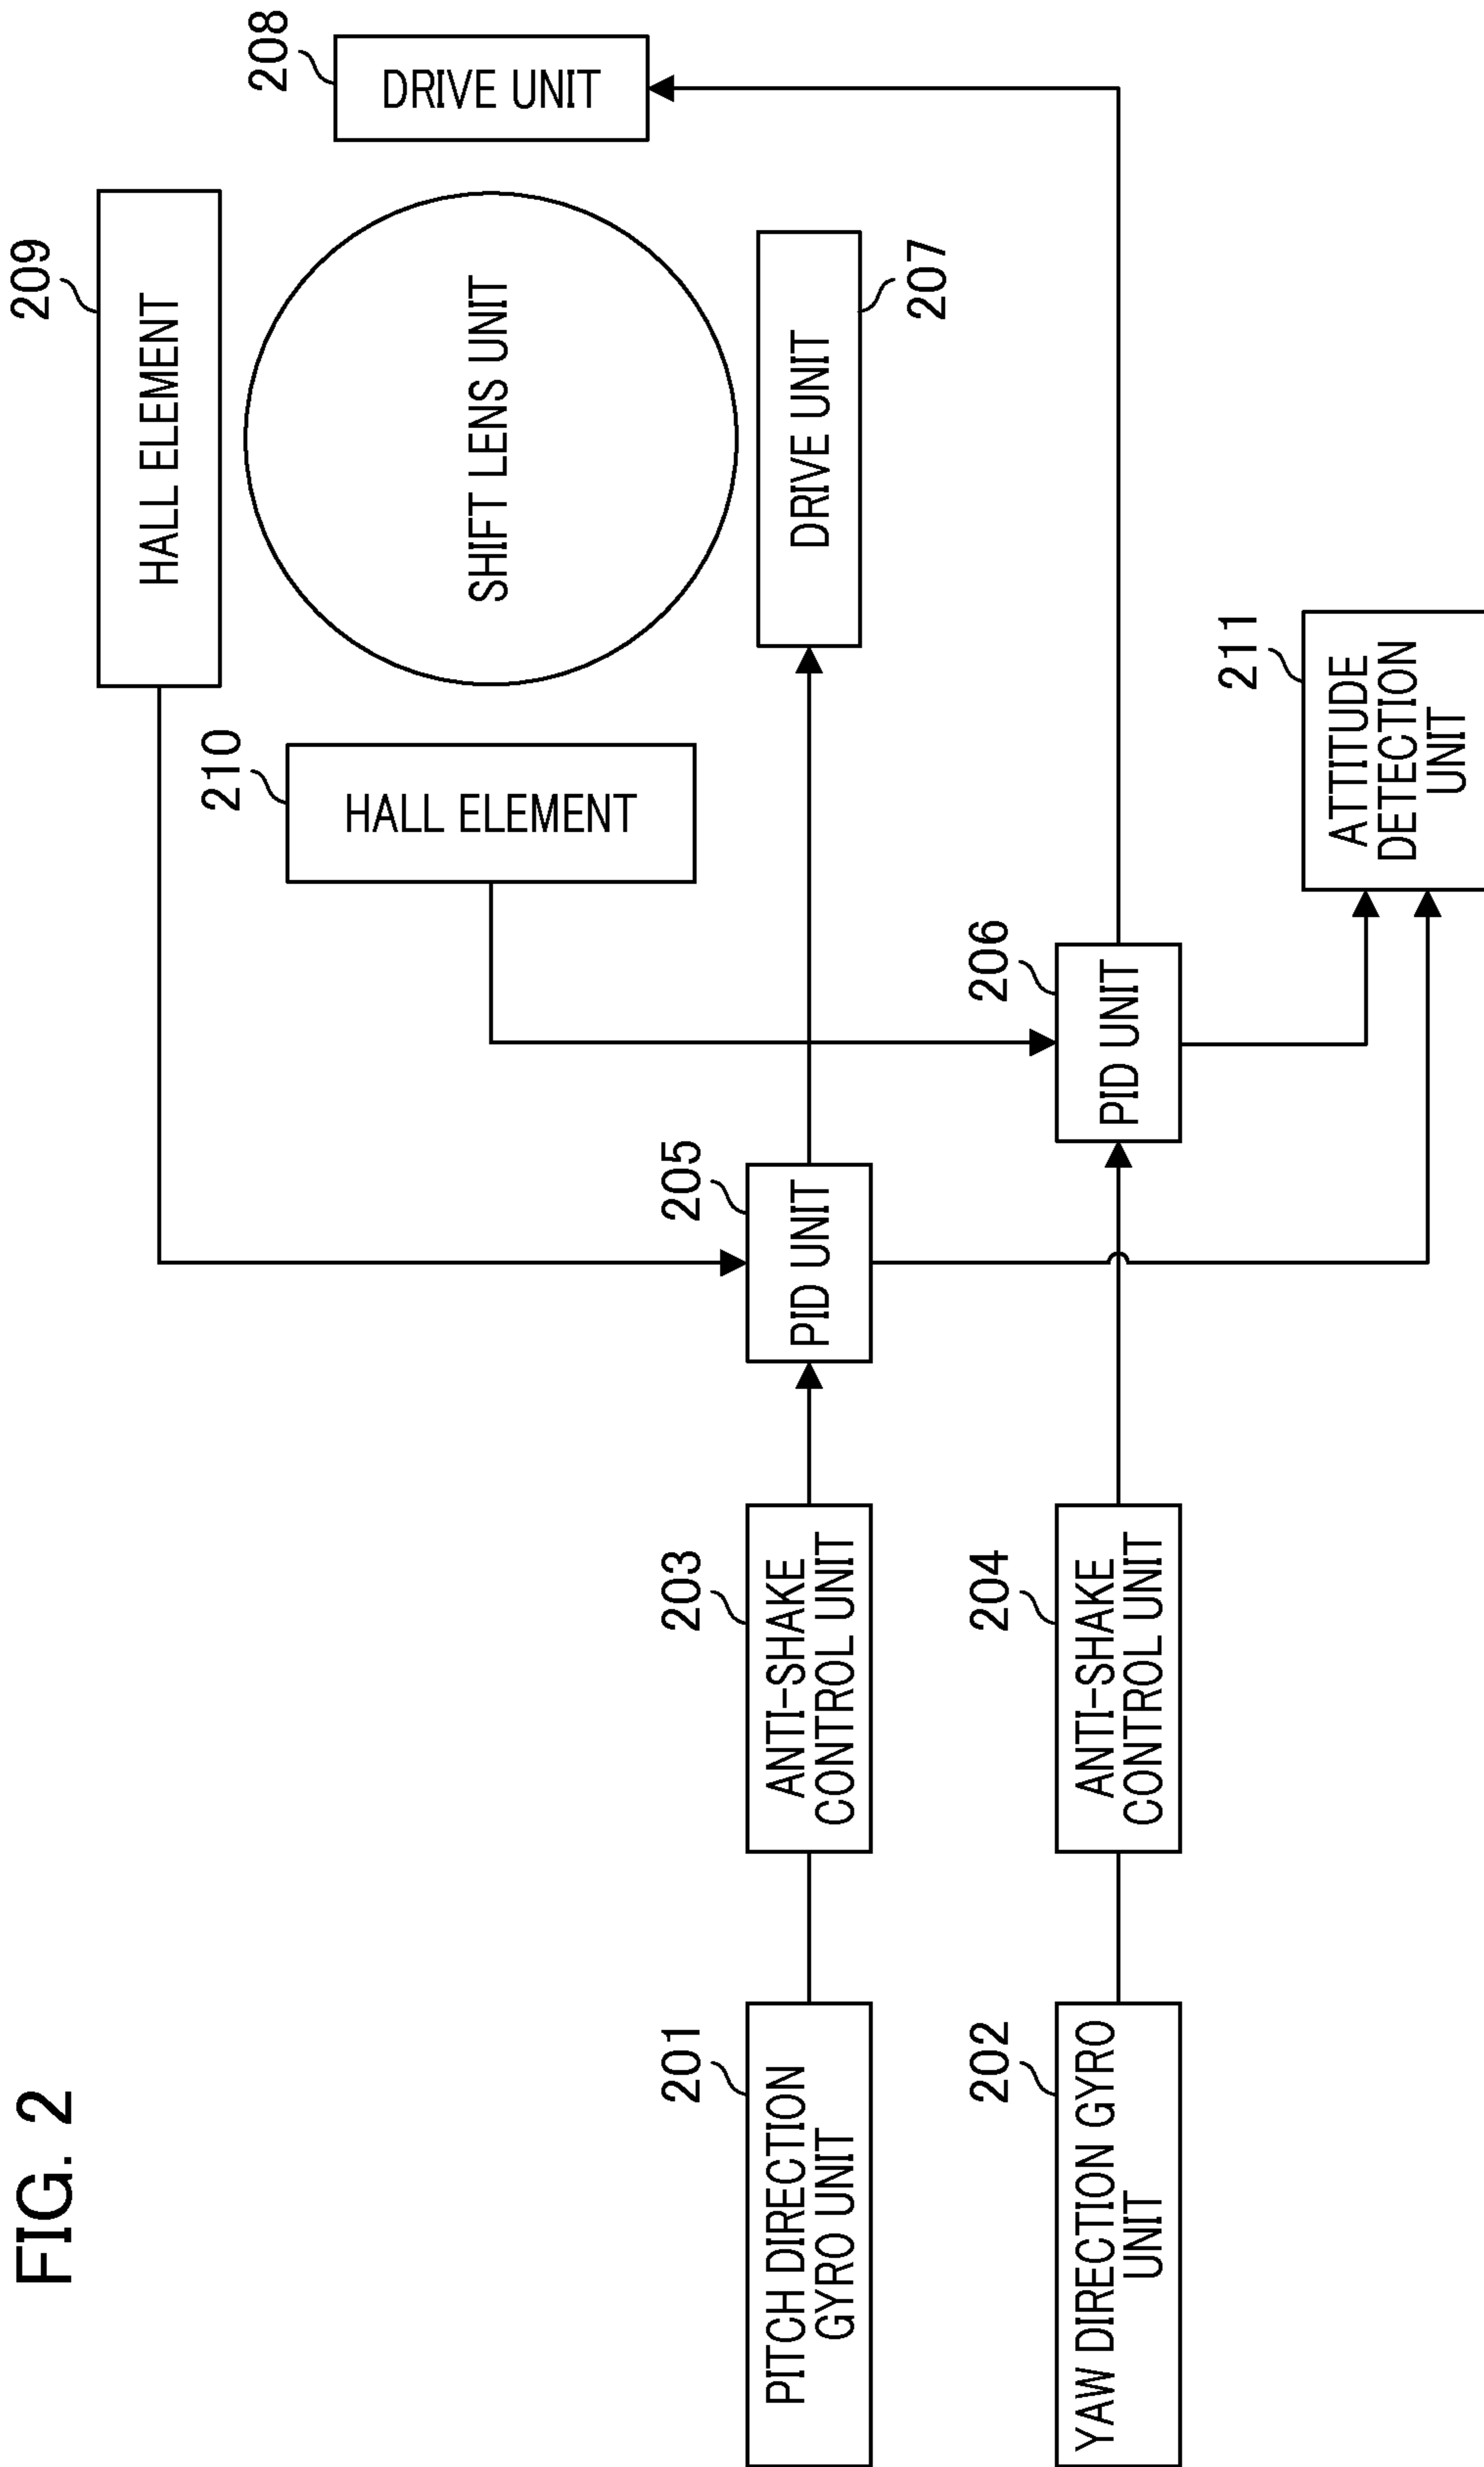 FIG. 2
209
HALL ELEMENT
210
HALL ELEMENT
SHIFT LENS UNIT
208
DRIVE UNIT
201
PITCH DIRECTION
GYRO UNIT
203
ANTI-SHAKE
CONTROL UNIT
205
PID UNIT
DRIVE UNIT
207
202
YAW DIRECTION GYRO
UNIT
204
ANTI-SHAKE
CONTROL UNIT
206
PID UNIT
211
ATTITUDE
DETECTION
UNIT